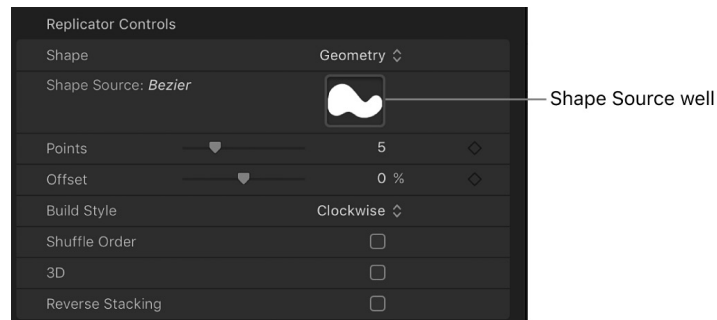 Replicator Controls
Shape Geometry
Shape Source: Bezier
Shape Source well
Points 5
Offset 0 %
Build Style Clockwise
Shuffle Order
3D
Reverse Stacking